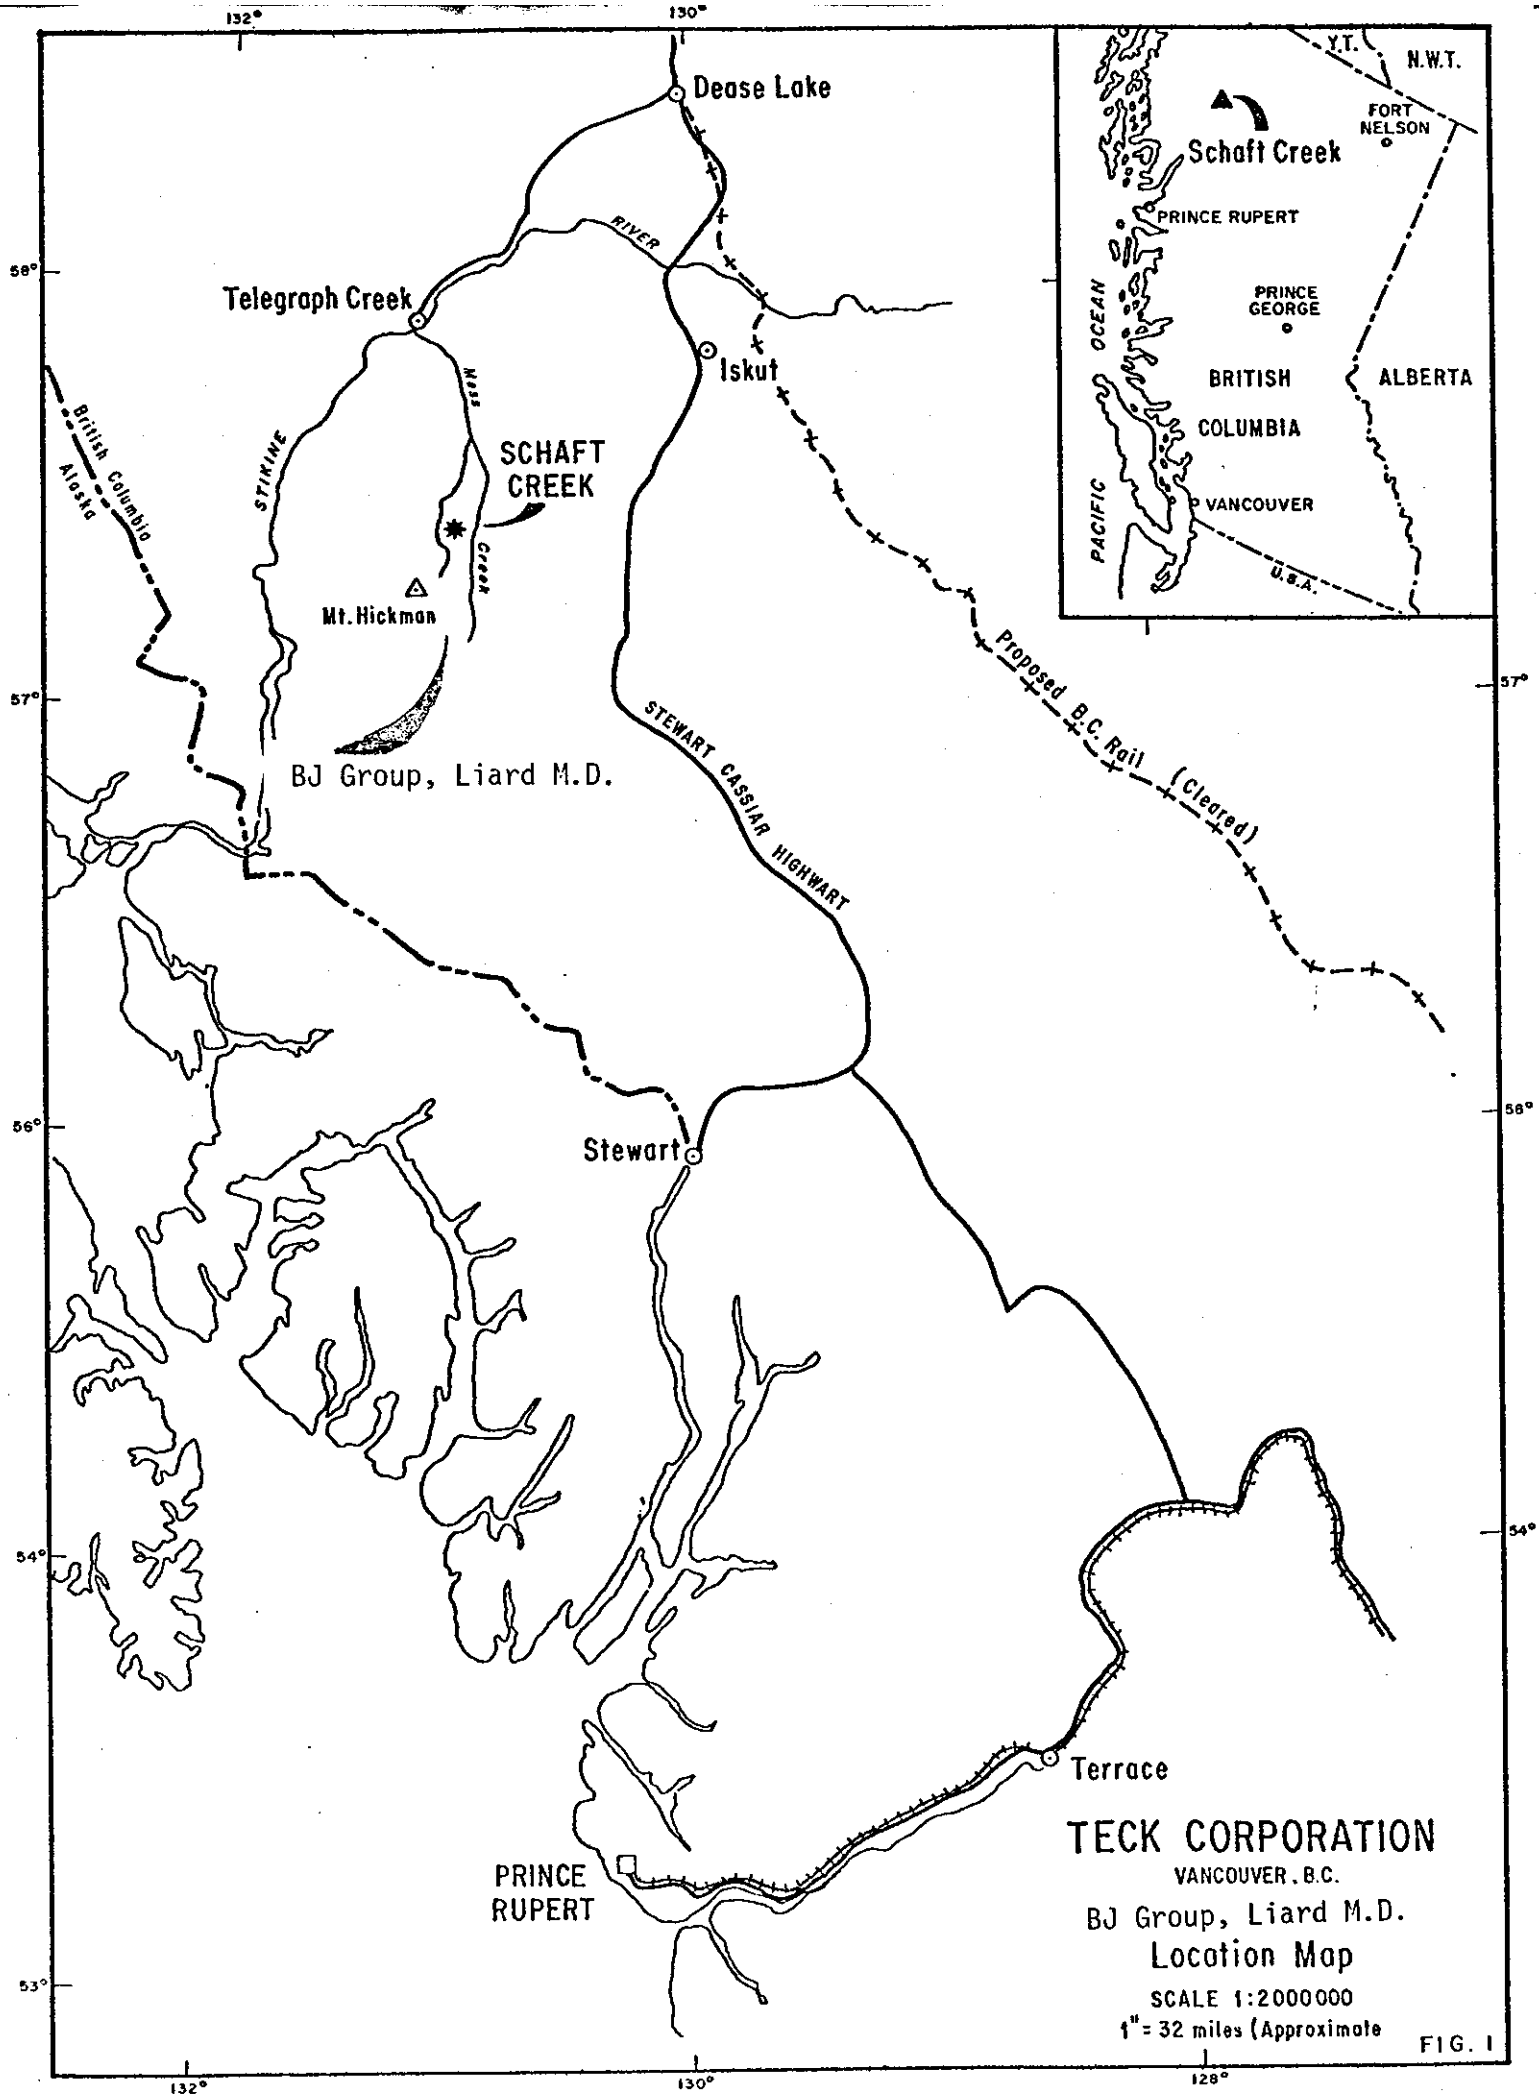 132°
130°
Dease Lake
Y.T.
N.W.T.
FORT
NELSON
Schaft Creek
PRINCE RUPERT
PRINCE
GEORGE
PACIFIC OCEAN
BRITISH
COLUMBIA
ALBERTA
VANCOUVER
U.S.A.
RIVER
58°
Telegraph Creek
Iskut
Mess
Creek
British Columbia
Alaska
STIKINE
SCHAFT
CREEK
Mt. Hickman
57°
57°
Proposed B.C. Rail (Cleared)
STEWART CASSIAR HIGHWART
BJ Group, Liard M.D.
56°
56°
Stewart
54°
54°
Terrace
PRINCE
RUPERT
TECK CORPORATION
VANCOUVER, B.C.
BJ Group, Liard M.D.
Location Map
SCALE 1:2000000
1" = 32 miles (Approximate
FIG. 1
53°
132°
130°
128°